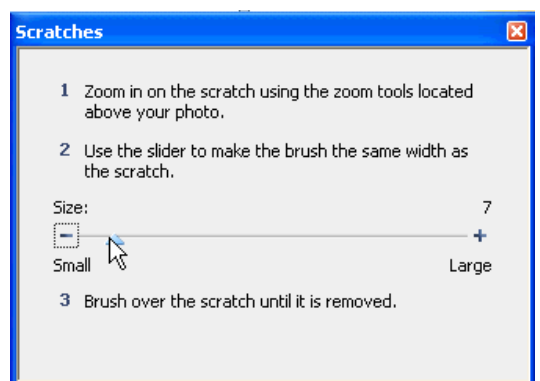 Scratches
1 Zoom in on the scratch using the zoom tools located
above your photo.
2 Use the slider to make the brush the same width as
the scratch.
Size: 7
Small Large
3 Brush over the scratch until it is removed.